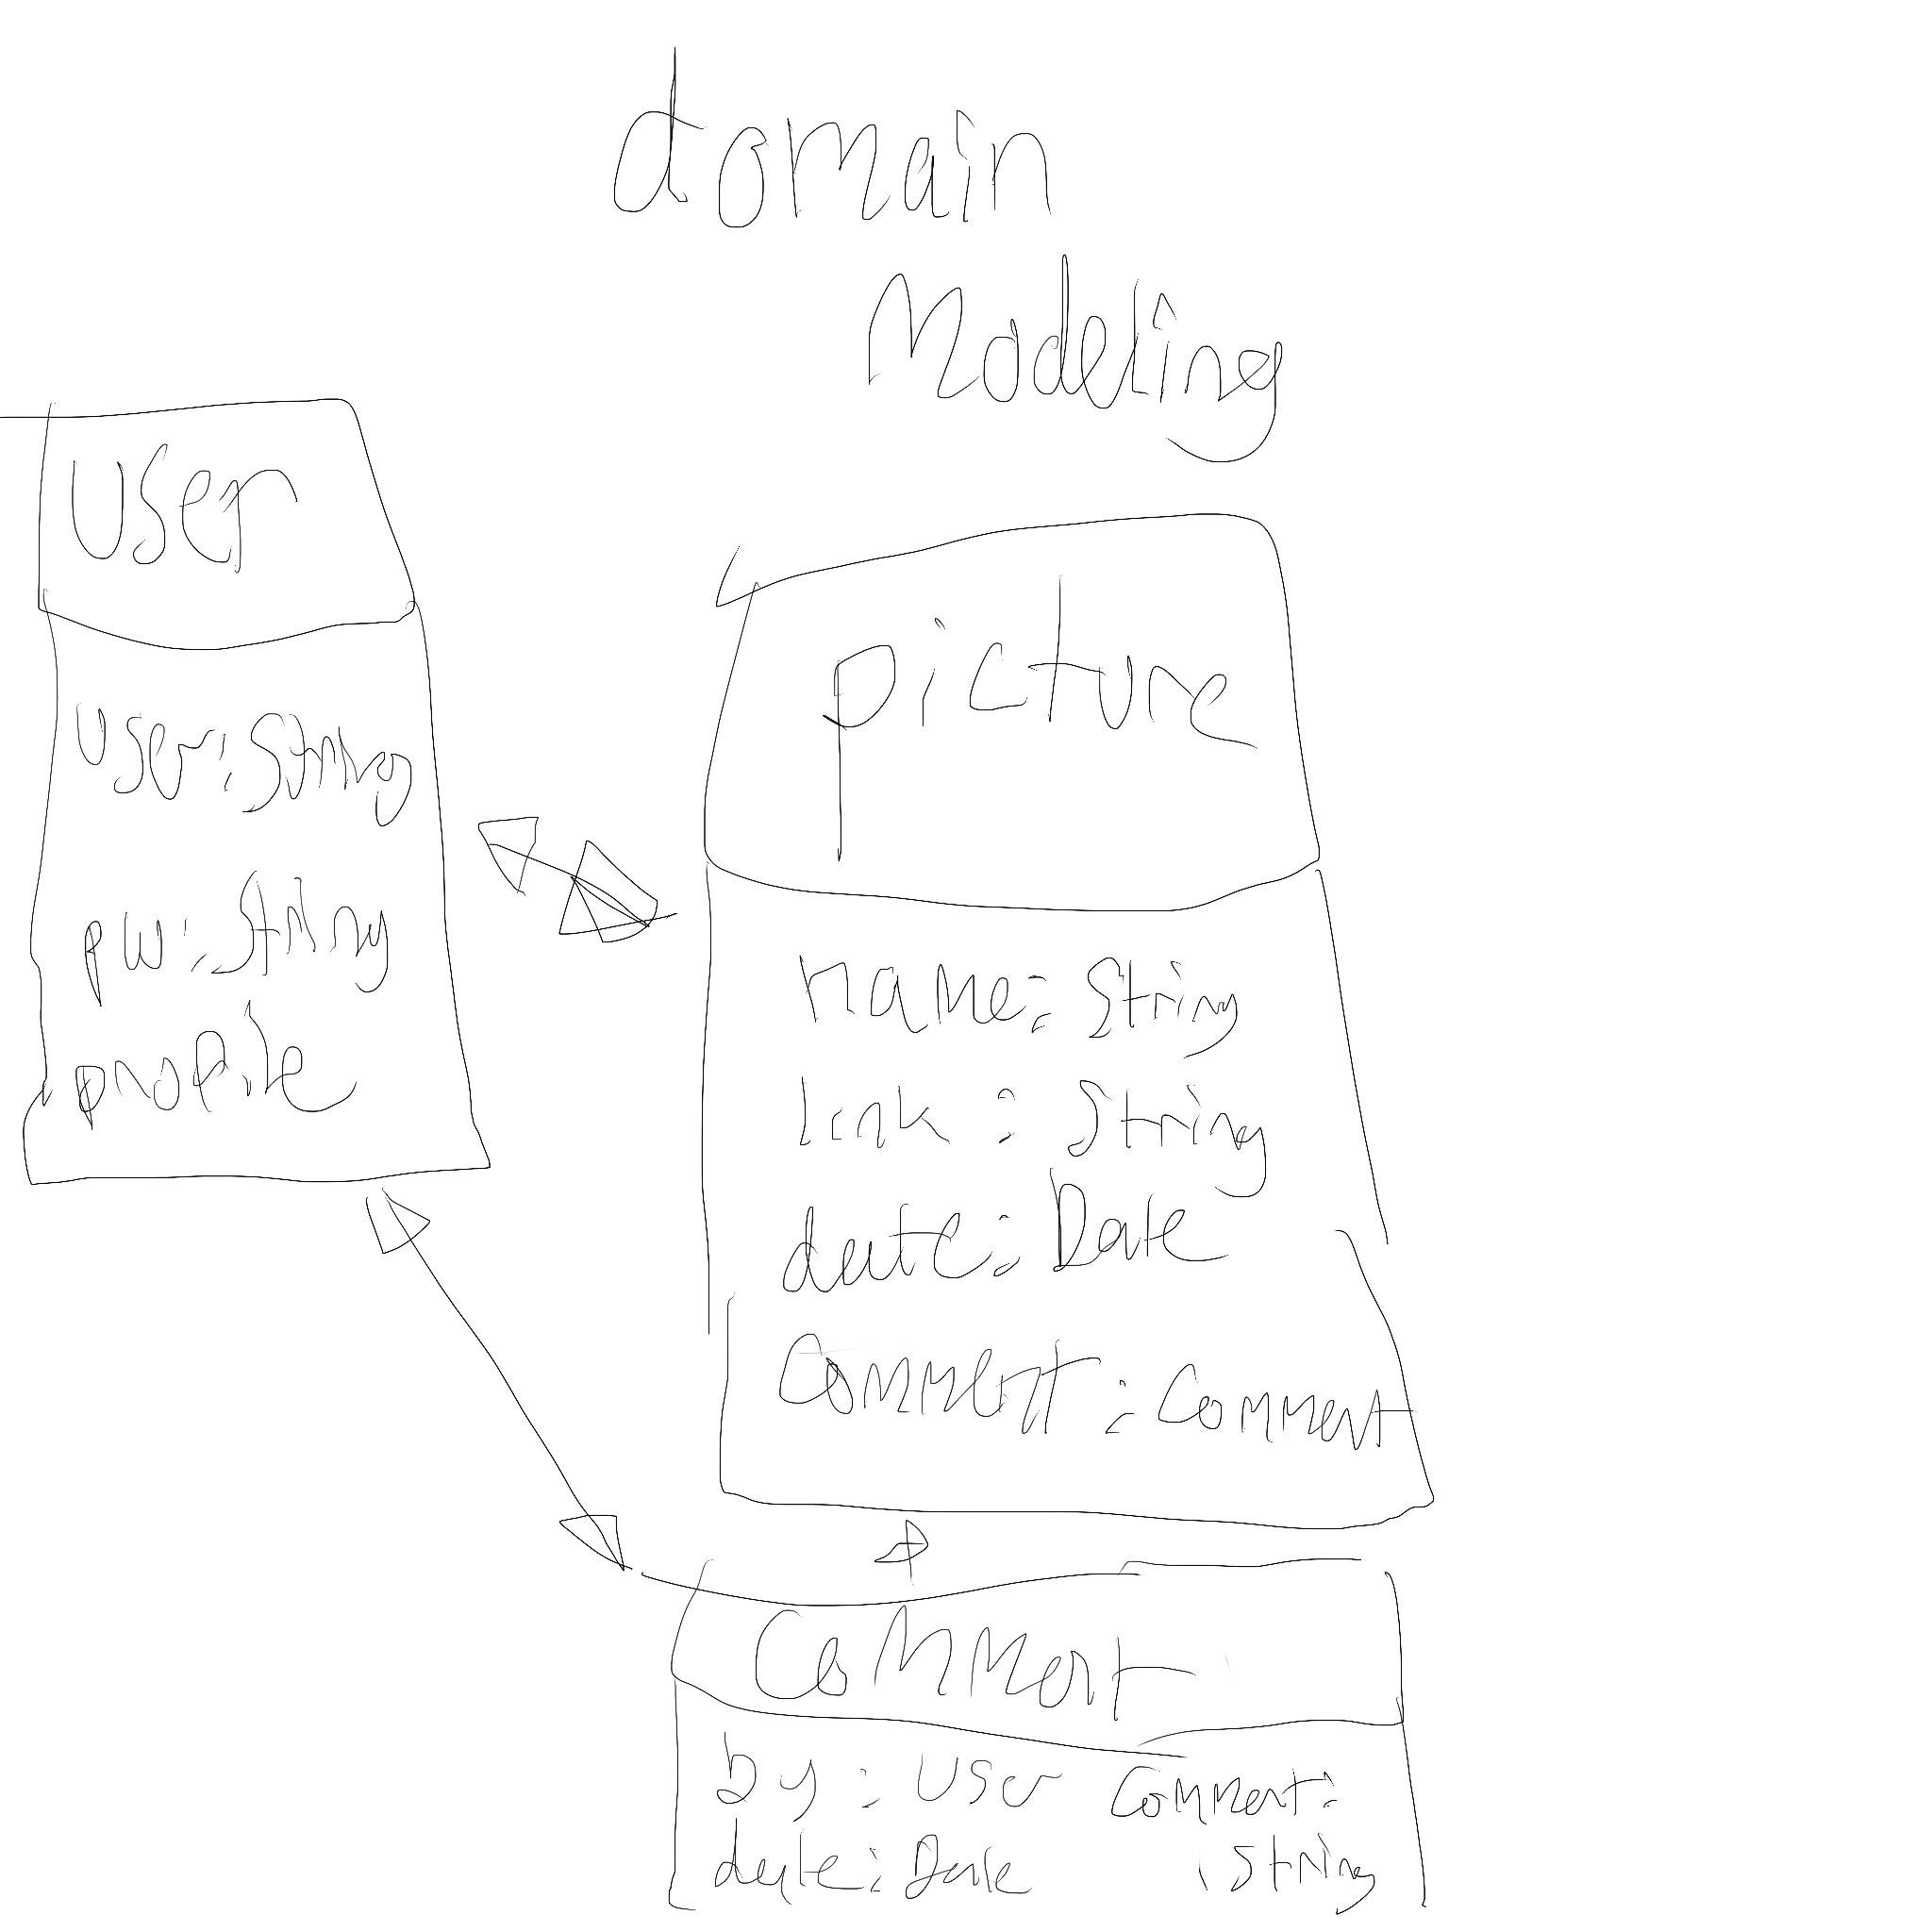 domain
Modeling
User
user: String
pw: String
profile
picture
name: String
link: String
date: Date
Comment: Comment
Comment
by: User Comment:
date: Date String